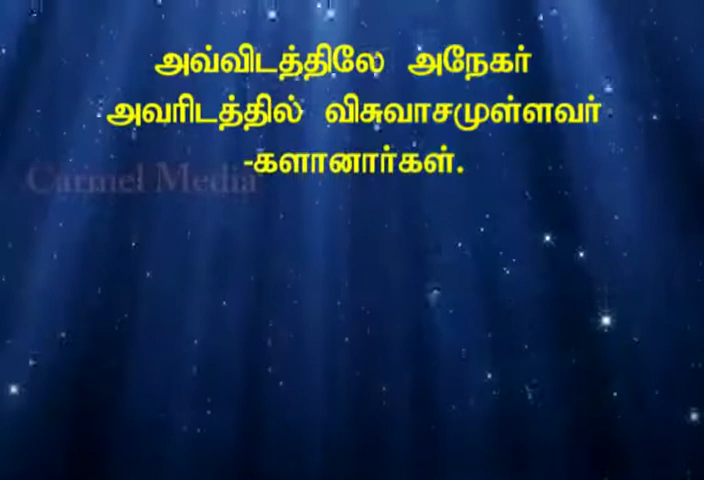 அவ்விடத்திலே அநேகர்
அவரிடத்தில் விசுவாசமுள்ளவர்
-களானார்கள்.
Carmel Media